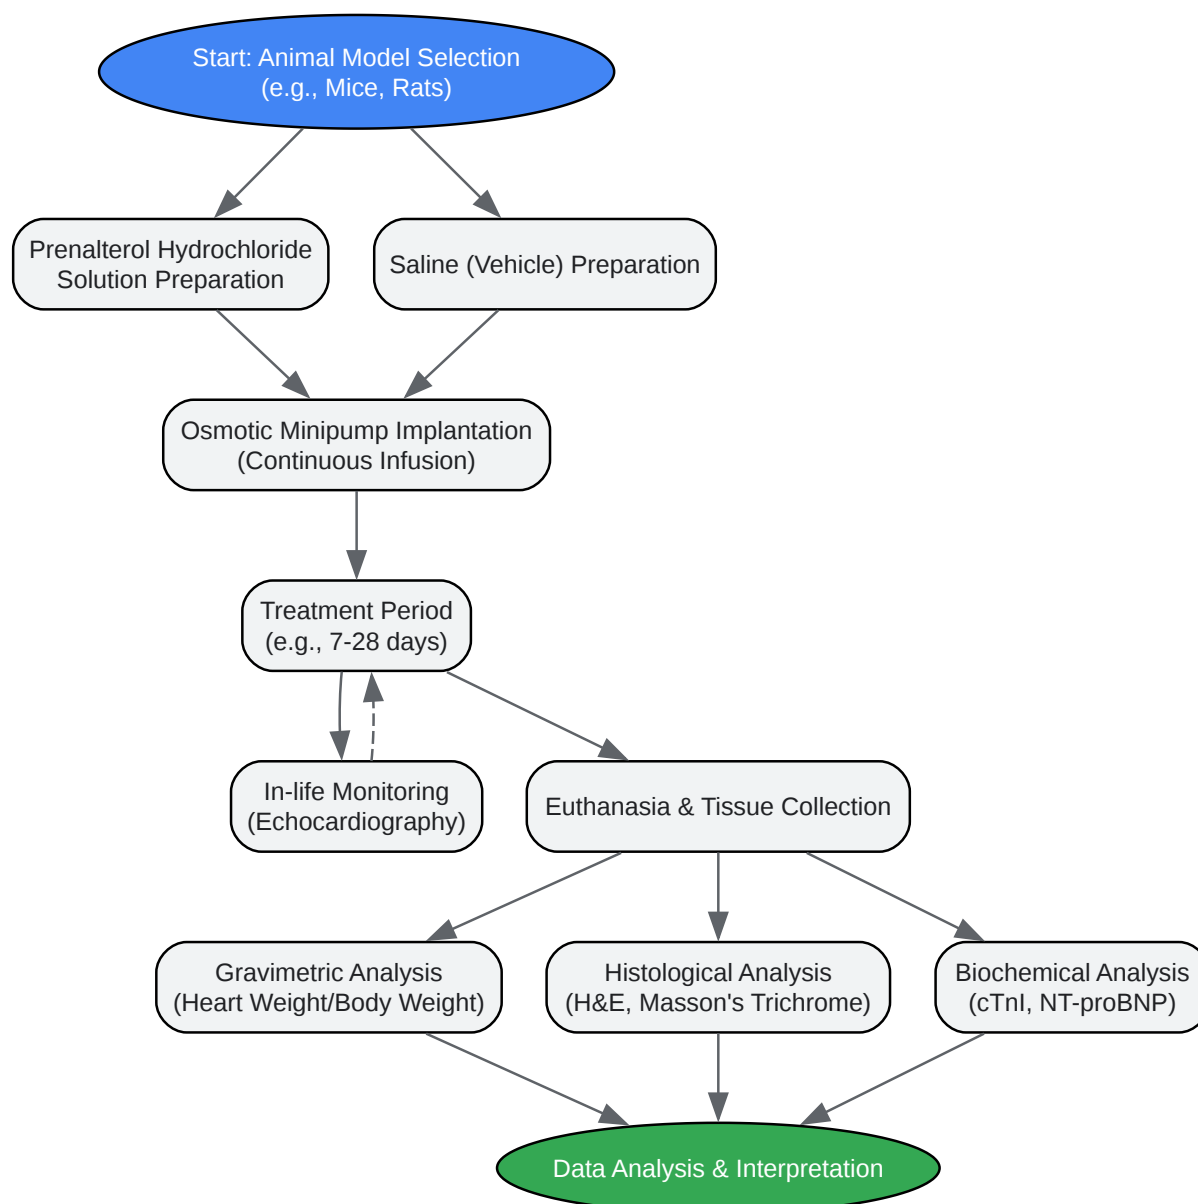 Start: Animal Model Selection
(e.g., Mice, Rats)
Prenalterol Hydrochloride
Solution Preparation
Saline (Vehicle) Preparation
Osmotic Minipump Implantation
(Continuous Infusion)
Treatment Period
(e.g., 7-28 days)
In-life Monitoring
(Echocardiography)
Euthanasia & Tissue Collection
Gravimetric Analysis
(Heart Weight/Body Weight)
Histological Analysis
(H&E, Masson's Trichrome)
Biochemical Analysis
(cTnI, NT-proBNP)
Data Analysis & Interpretation